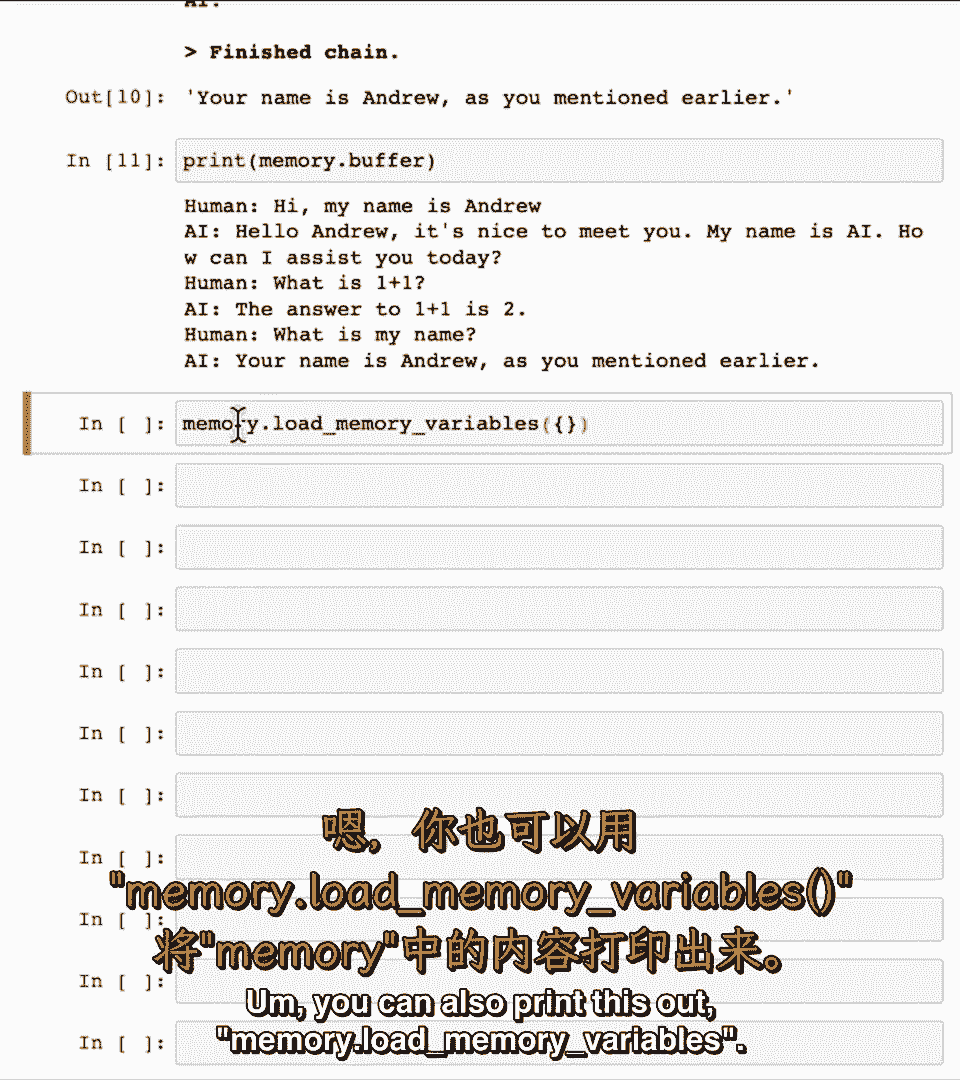 AI:
> Finished chain.
Out[10]: 'Your name is Andrew, as you mentioned earlier.'
In [11]: print(memory.buffer)
Human: Hi, my name is Andrew
AI: Hello Andrew, it's nice to meet you. My name is AI. Ho
w can I assist you today?
Human: What is 1+1?
AI: The answer to 1+1 is 2.
Human: What is my name?
AI: Your name is Andrew, as you mentioned earlier.
In [ ]: memory.load_memory_variables({})
In [ ]:
In [ ]:
In [ ]:
In [ ]:
In [ ]:
In [ ]:
嗯，你也可以用
In [ ]:
"memory.load_memory_variables()"
In [ ]:
将"memory"中的内容打印出来。
In [ ]:
Um, you can also print this out,
"memory.load_memory_variables".
In [ ]: